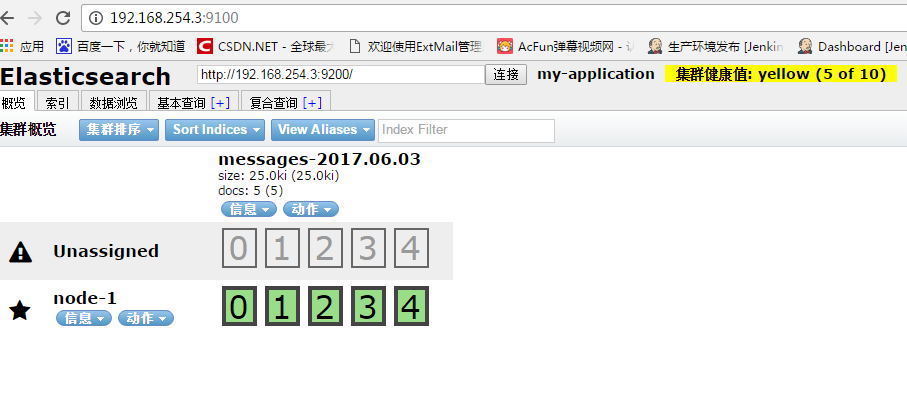 192.168.254.3:9100
应用 百度一下，你就知道 CSDN.NET - 全球最大 欢迎使用ExtMail管理 AcFun弹幕视频网 - 生产环境发布 [Jenkin Dashboard [Jen
Elasticsearch http://192.168.254.3:9200/ 连接 my-application 集群健康值: yellow (5 of 10)
概览 索引 数据浏览 基本查询 [+] 复合查询 [+]
集群概览 集群排序 Sort Indices View Aliases Index Filter
messages-2017.06.03
size: 25.0ki (25.0ki)
docs: 5 (5)
信息 动作
Unassigned 0 1 2 3 4
node-1 0 1 2 3 4
信息 动作